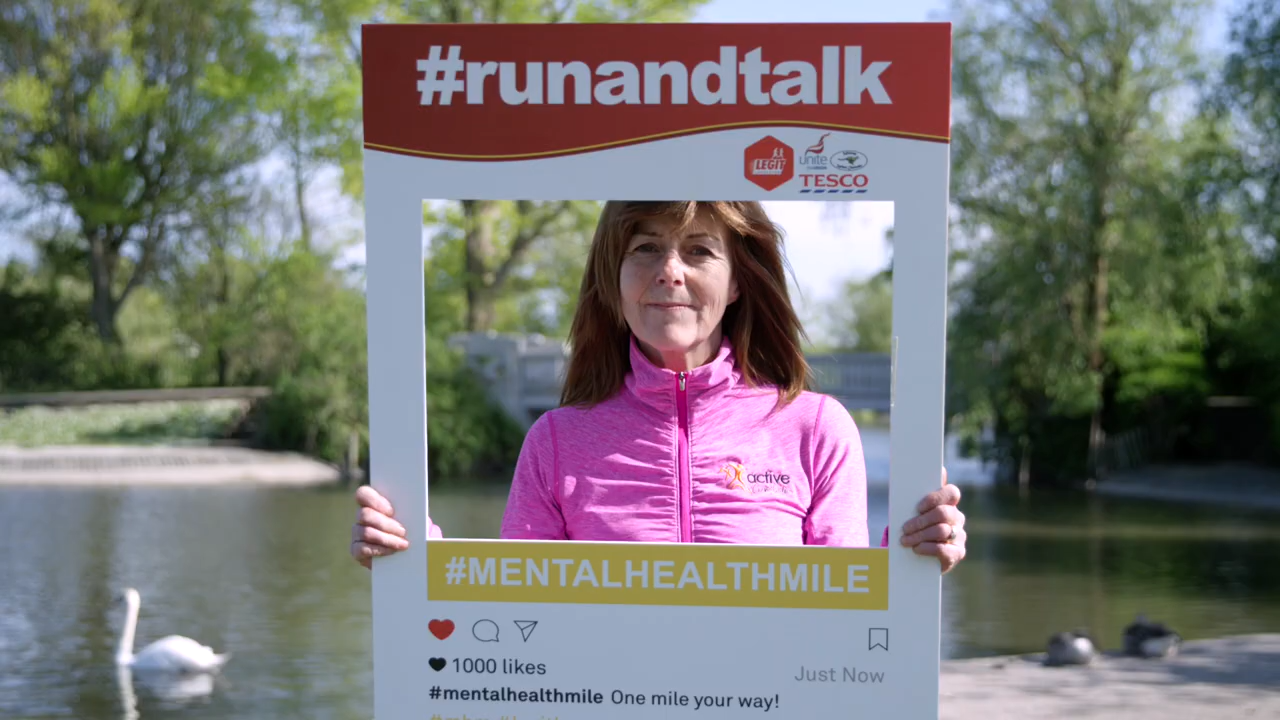 #runandtalk
LEGIT
unite
TESCO
active
#MENTALHEALTHMILE
1000 likes
Just Now
#mentalhealthmile One mile your way!